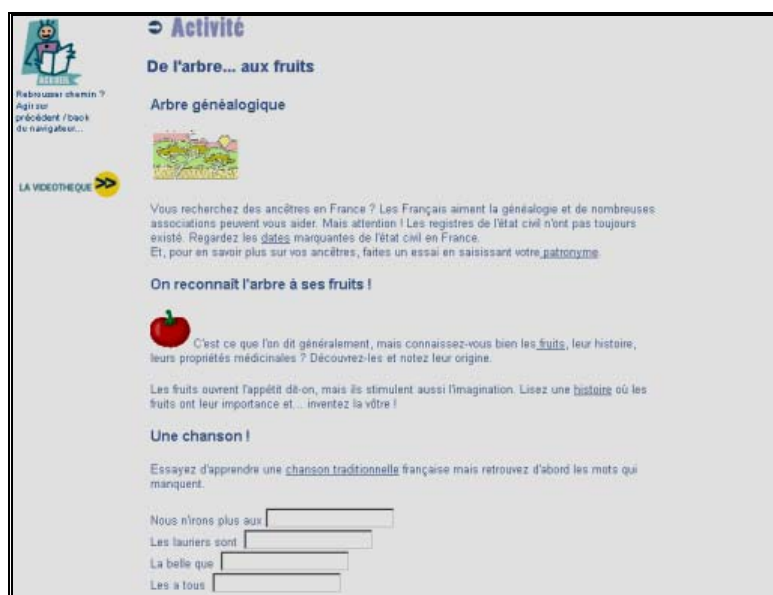 Activité
De l'arbre... aux fruits
ACCUEIL
Rebrousser chemin ?
Agir sur
précédent / back
du navigateur...
LA VIDEOTHEQUE >>
Arbre généalogique
Vous recherchez des ancêtres en France ? Les Français aiment la généalogie et de nombreuses
associations peuvent vous aider. Mais attention ! Les registres de l'état civil n'ont pas toujours
existé. Regardez les dates marquantes de l'état civil en France.
Et, pour en savoir plus sur vos ancêtres, faites un essai en saisissant votre patronyme.
On reconnaît l'arbre à ses fruits !
C'est ce que l'on dit généralement, mais connaissez-vous bien les fruits, leur histoire,
leurs propriétés médicinales ? Découvrez-les et notez leur origine.
Les fruits ouvrent l'appétit dit-on, mais ils stimulent aussi l'imagination. Lisez une histoire où les
fruits ont leur importance et... inventez la vôtre !
Une chanson !
Essayez d'apprendre une chanson traditionnelle française mais retrouvez d'abord les mots qui
manquent.
Nous n'irons plus aux
Les lauriers sont
La belle que
Les a tous